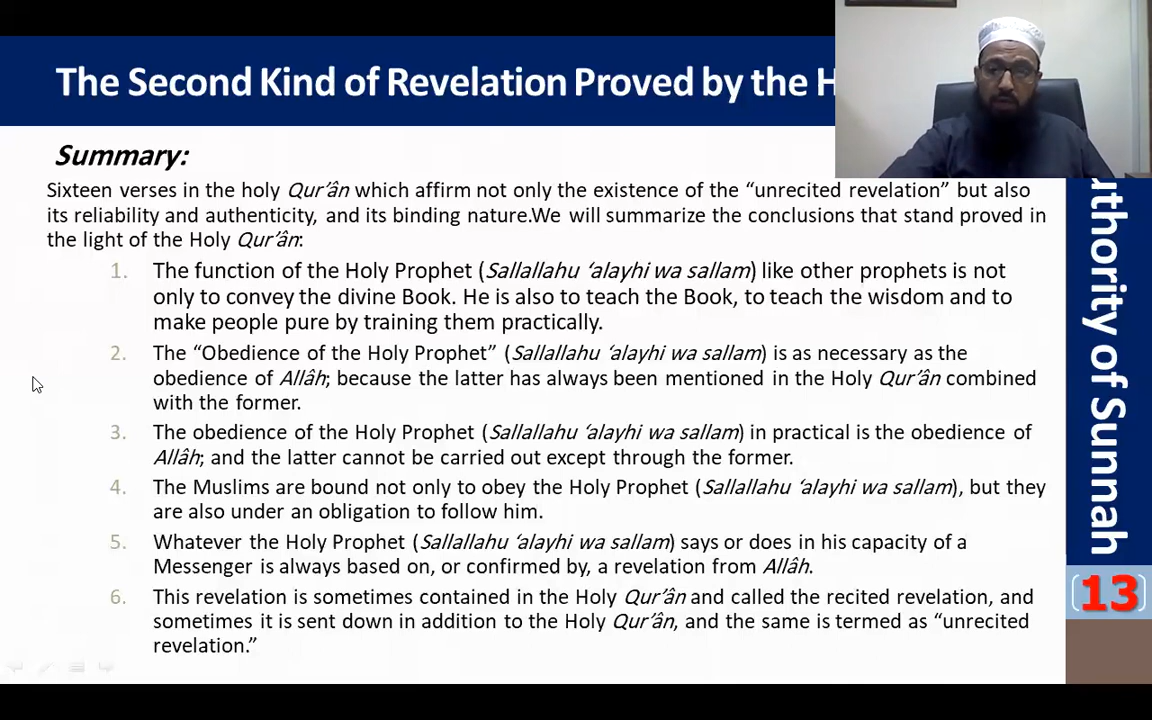 The Second Kind of Revelation Proved by the H
Summary:
Sixteen verses in the holy Qur’ân which affirm not only the existence of the “unrecited revelation” but also
its reliability and authenticity, and its binding nature.We will summarize the conclusions that stand proved in
the light of the Holy Qur’ân:
1. The function of the Holy Prophet (Sallallahu ‘alayhi wa sallam) like other prophets is not
only to convey the divine Book. He is also to teach the Book, to teach the wisdom and to
make people pure by training them practically.
2. The “Obedience of the Holy Prophet” (Sallallahu ‘alayhi wa sallam) is as necessary as the
obedience of Allâh; because the latter has always been mentioned in the Holy Qur’ân combined
with the former.
3. The obedience of the Holy Prophet (Sallallahu ‘alayhi wa sallam) in practical is the obedience of
Allâh; and the latter cannot be carried out except through the former.
4. The Muslims are bound not only to obey the Holy Prophet (Sallallahu ‘alayhi wa sallam), but they
are also under an obligation to follow him.
5. Whatever the Holy Prophet (Sallallahu ‘alayhi wa sallam) says or does in his capacity of a
Messenger is always based on, or confirmed by, a revelation from Allâh.
6. This revelation is sometimes contained in the Holy Qur’ân and called the recited revelation, and
sometimes it is sent down in addition to the Holy Qur’ân, and the same is termed as “unrecited
revelation.”
uthority of Sunnah
(13)